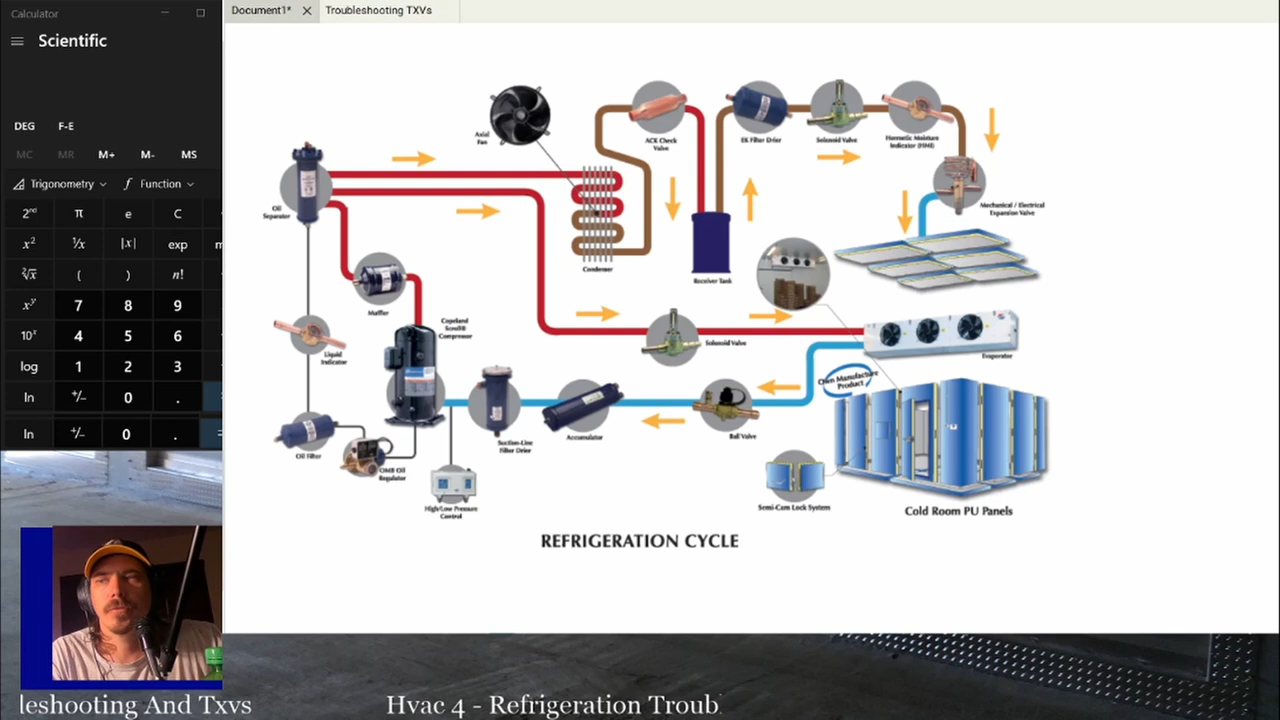 Calculator
Scientific
DEG F-E
MC MR M+ M- MS
Trigonometry Function
2ⁿᵈ π e C
x² ¹/x |x| exp m
²√x ( ) n!
xʸ 7 8 9
10ˣ 4 5 6
log 1 2 3
ln +/− 0 .
ln +/− 0 . =
Document1* Troubleshooting TXVs
Axial
Fan
ACK Check
Valve
EK Filter Drier
Solenoid Valve
Hermetic Moisture
Indicator (HMI)
Oil
Separator
Mechanical / Electrical
Expansion Valve
Condenser
Receiver Tank
Muffler
Copeland
Scroll®
Compressor
Solenoid Valve
Liquid
Indicator
Evaporator
Own Manufacture
Product
Oil Filter
OMB Oil
Regulator
Suction-Line
Filter Drier
Accumulator
Ball Valve
High/Low Pressure
Control
Semi-Cam Lock System
Cold Room PU Panels
REFRIGERATION CYCLE
leshooting And Txvs Hvac 4 - Refrigeration Troub